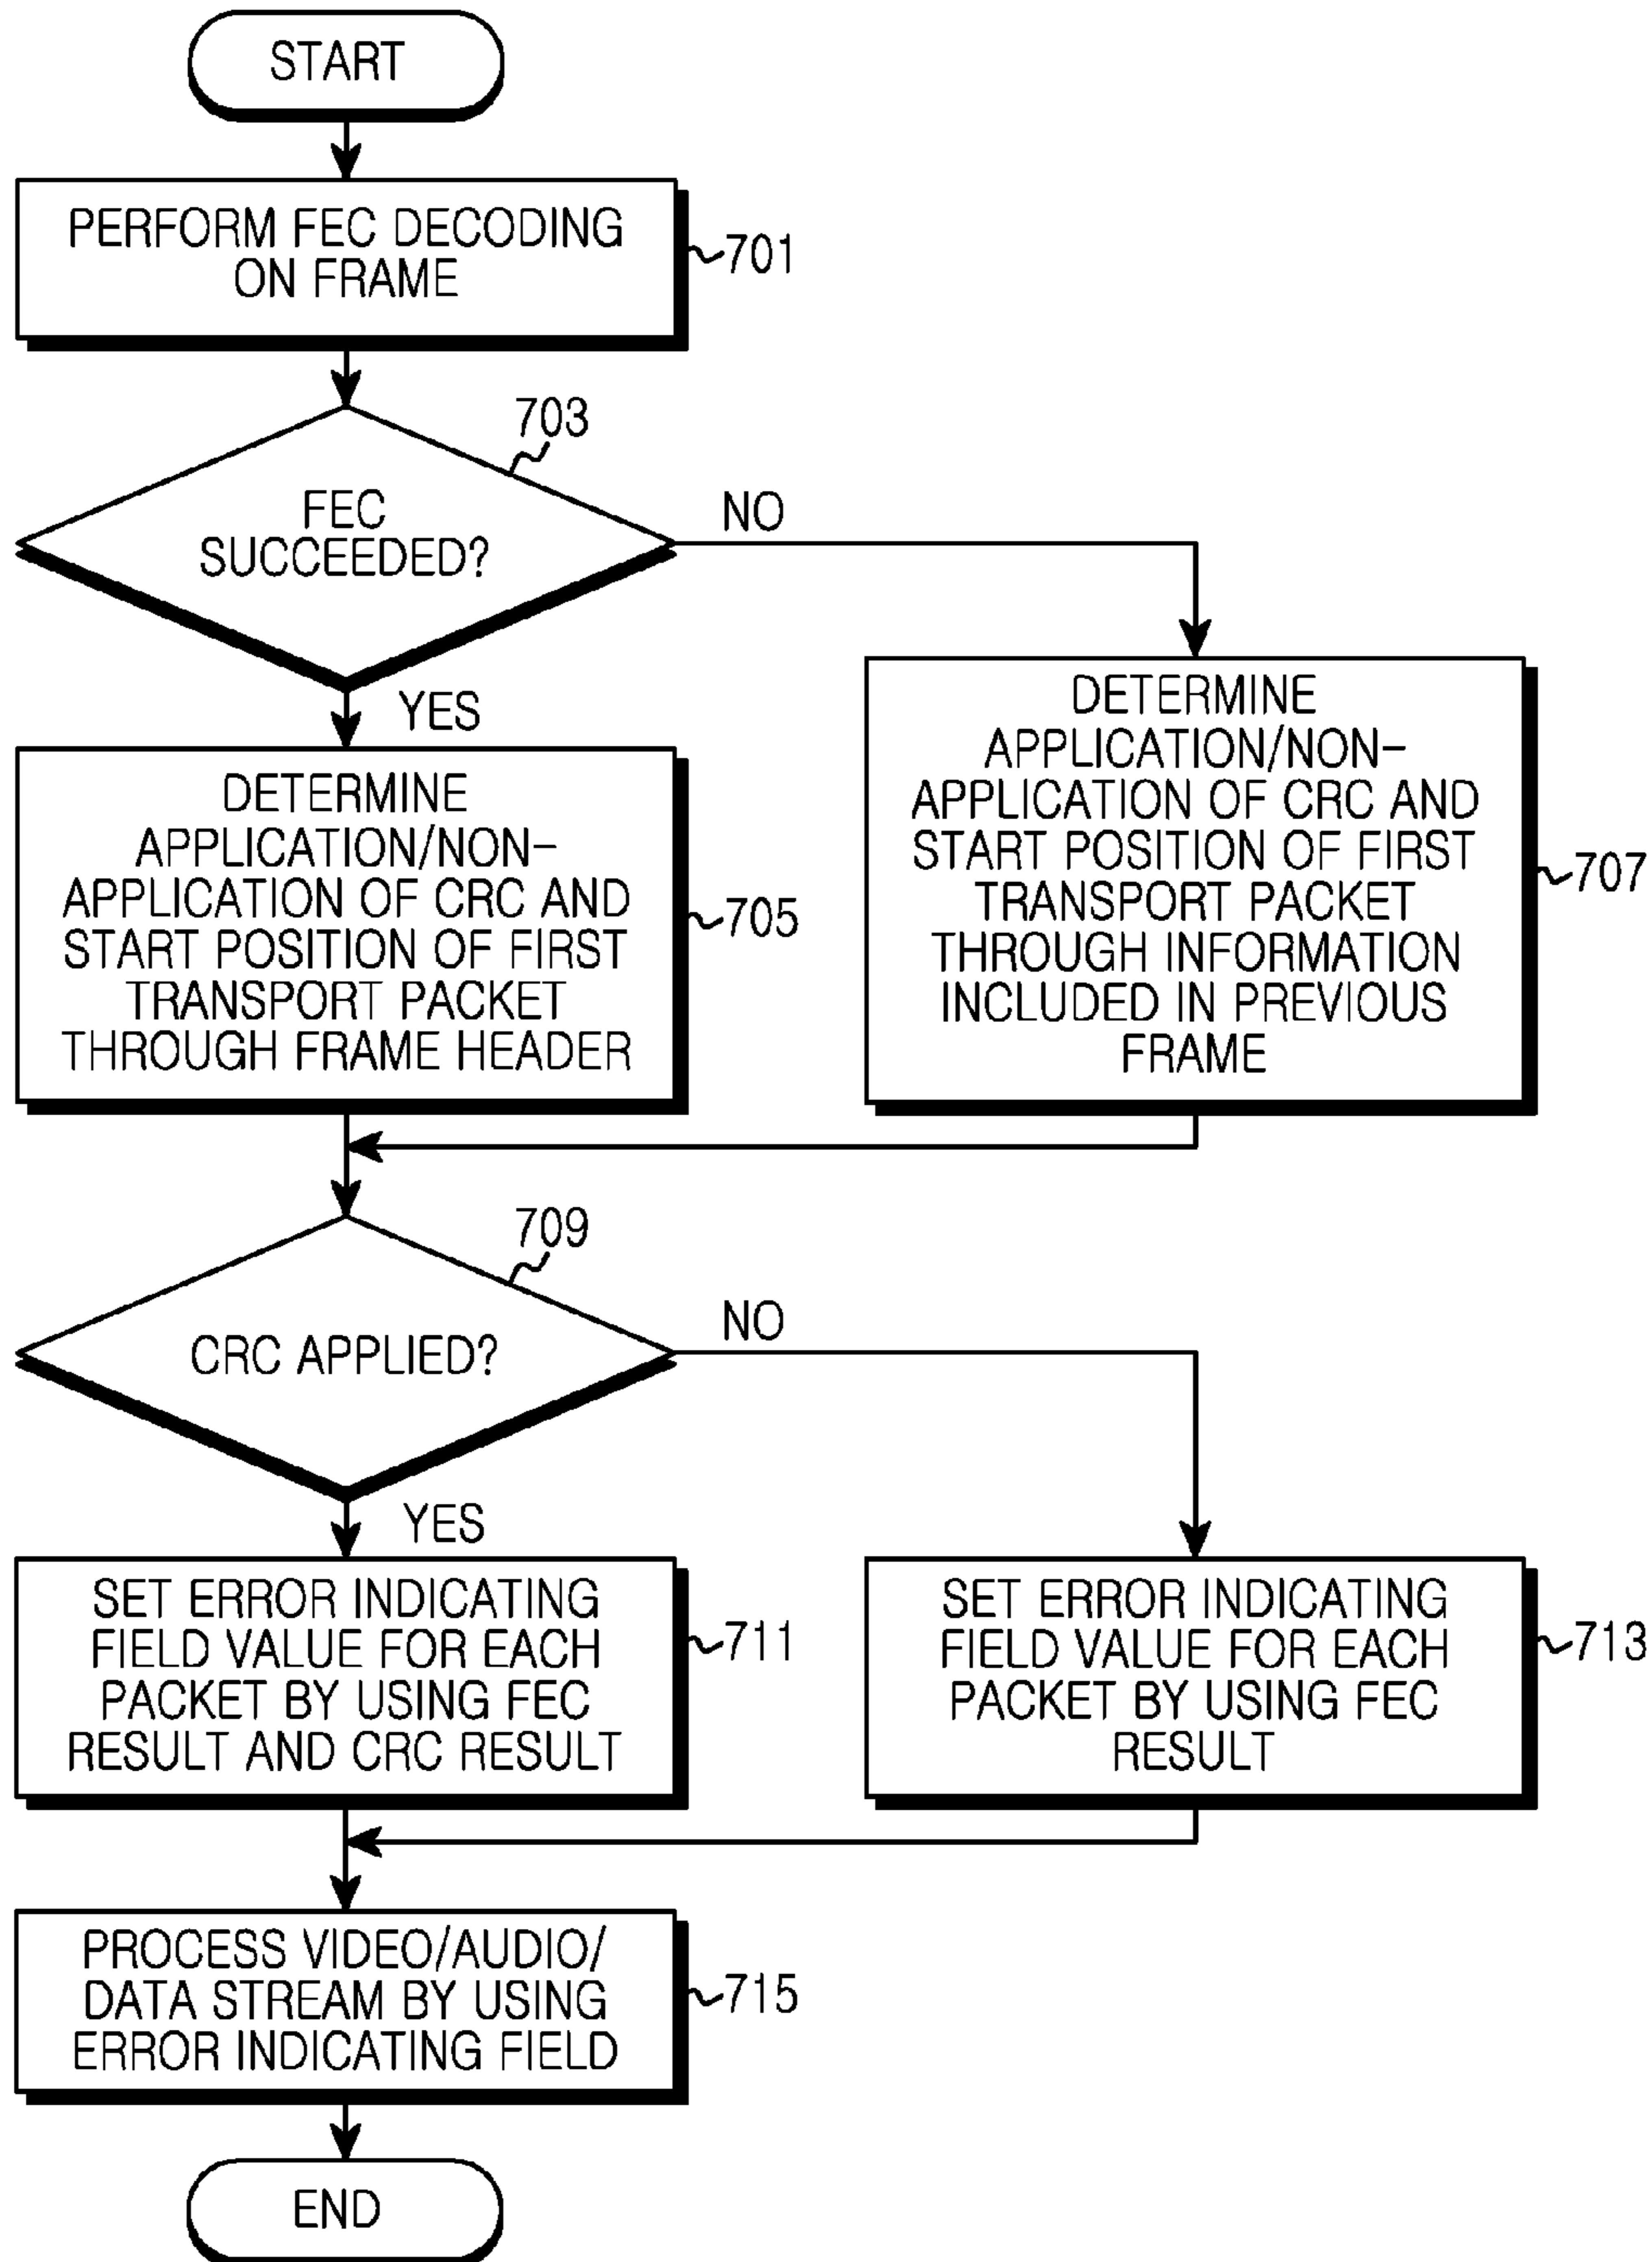 START
PERFORM FEC DECODING
ON FRAME
701
703
FEC
SUCCEEDED?
NO
YES
DETERMINE
APPLICATION/NON-
APPLICATION OF CRC AND
START POSITION OF FIRST
TRANSPORT PACKET
THROUGH FRAME HEADER
705
DETERMINE
APPLICATION/NON-
APPLICATION OF CRC AND
START POSITION OF FIRST
TRANSPORT PACKET
THROUGH INFORMATION
INCLUDED IN PREVIOUS
FRAME
707
709
CRC APPLIED?
NO
YES
SET ERROR INDICATING
FIELD VALUE FOR EACH
PACKET BY USING FEC
RESULT AND CRC RESULT
711
SET ERROR INDICATING
FIELD VALUE FOR EACH
PACKET BY USING FEC
RESULT
713
PROCESS VIDEO/AUDIO/
DATA STREAM BY USING
ERROR INDICATING FIELD
715
END